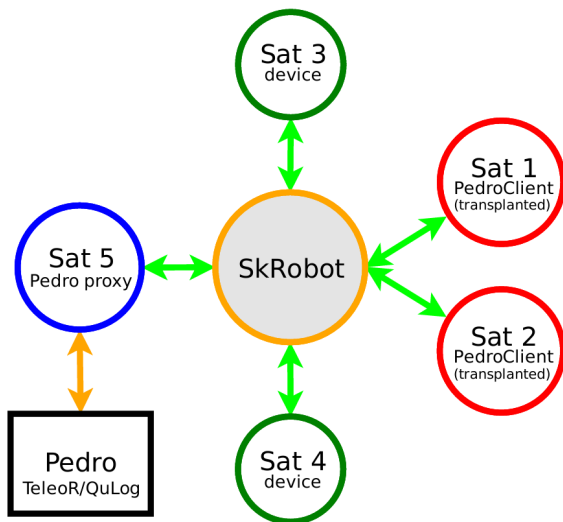 Sat 3
device
Sat 1
PedroClient
(transplanted)
SkRobot
Sat 5
Pedro proxy
Sat 2
PedroClient
(transplanted)
Pedro
TeleoR/QuLog
Sat 4
device